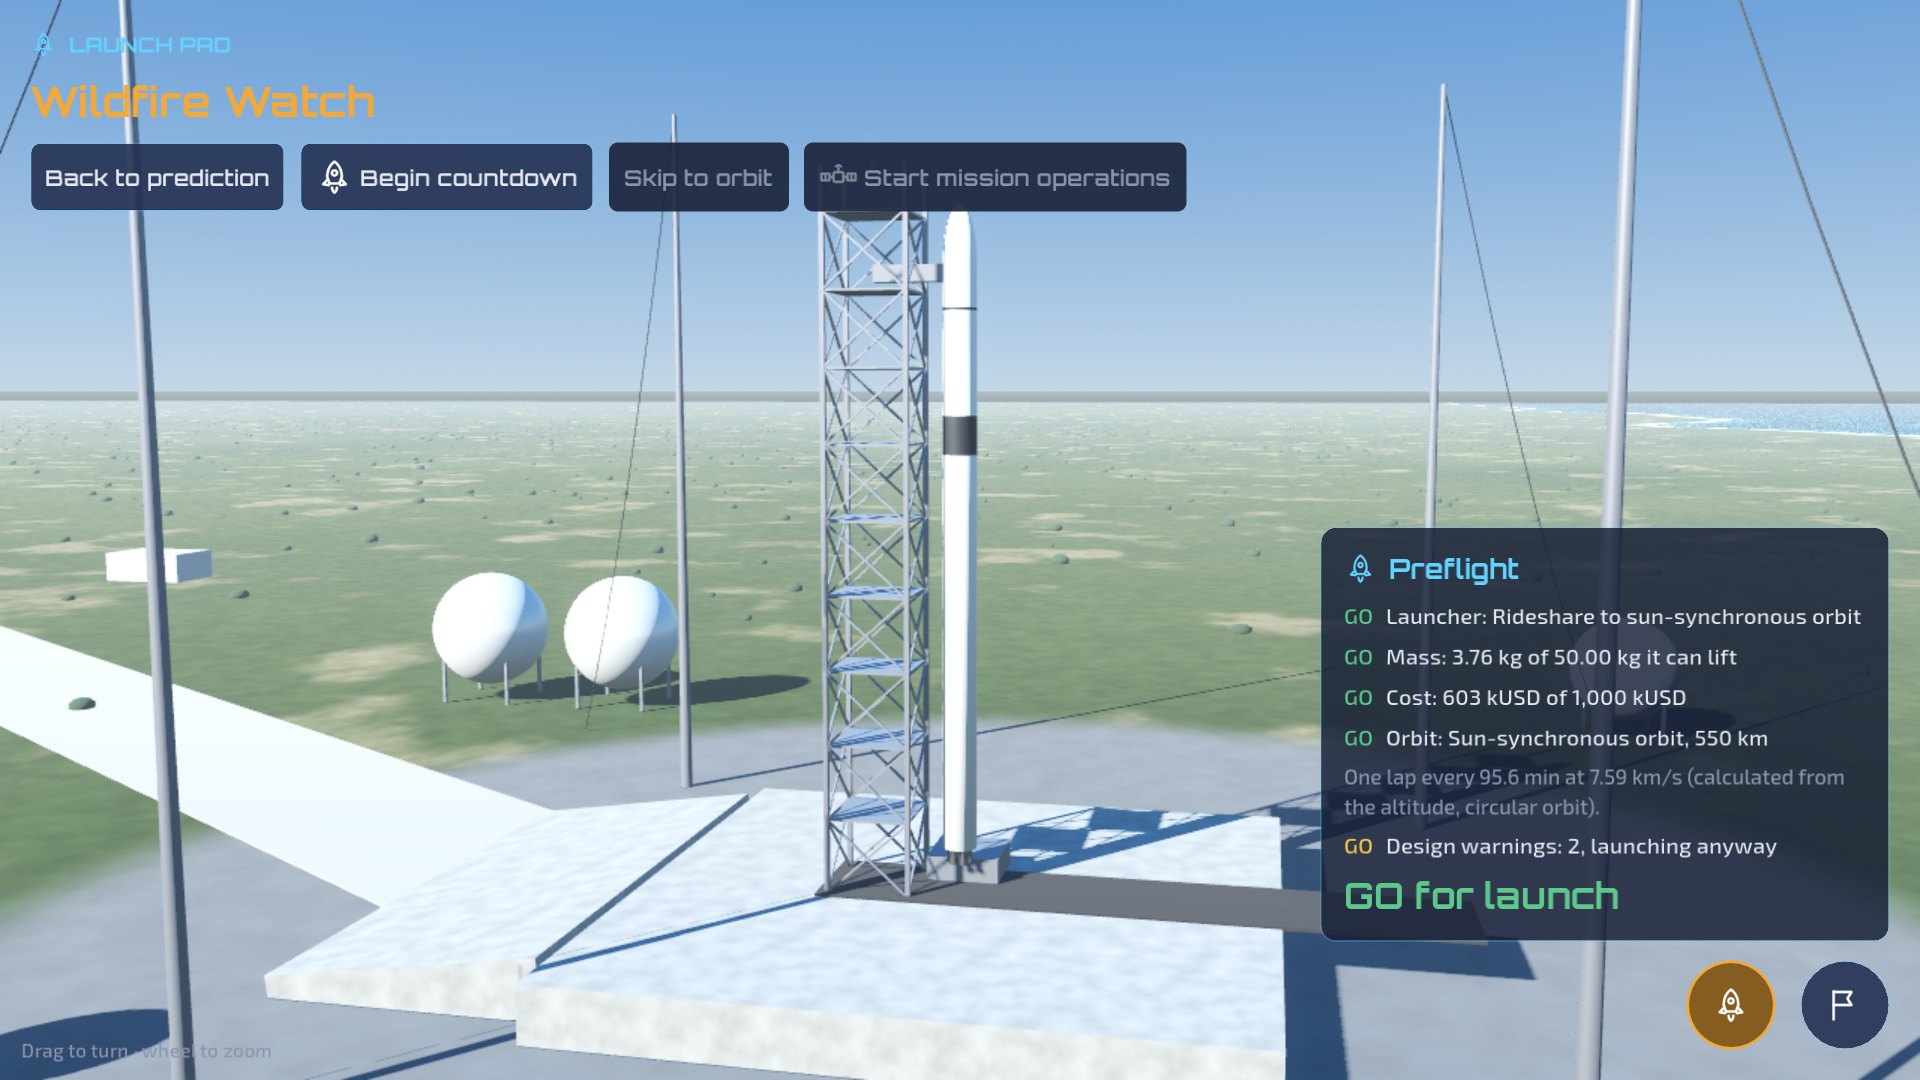 LAUNCH PAD
Wildfire Watch
Back to prediction
Begin countdown
Skip to orbit
Start mission operations
Preflight
GO Launcher: Rideshare to sun-synchronous orbit
GO Mass: 3.76 kg of 50.00 kg it can lift
GO Cost: 603 kUSD of 1,000 kUSD
GO Orbit: Sun-synchronous orbit, 550 km
One lap every 95.6 min at 7.59 km/s (calculated from
the altitude, circular orbit).
GO Design warnings: 2, launching anyway
GO for launch
Drag to turn · wheel to zoom